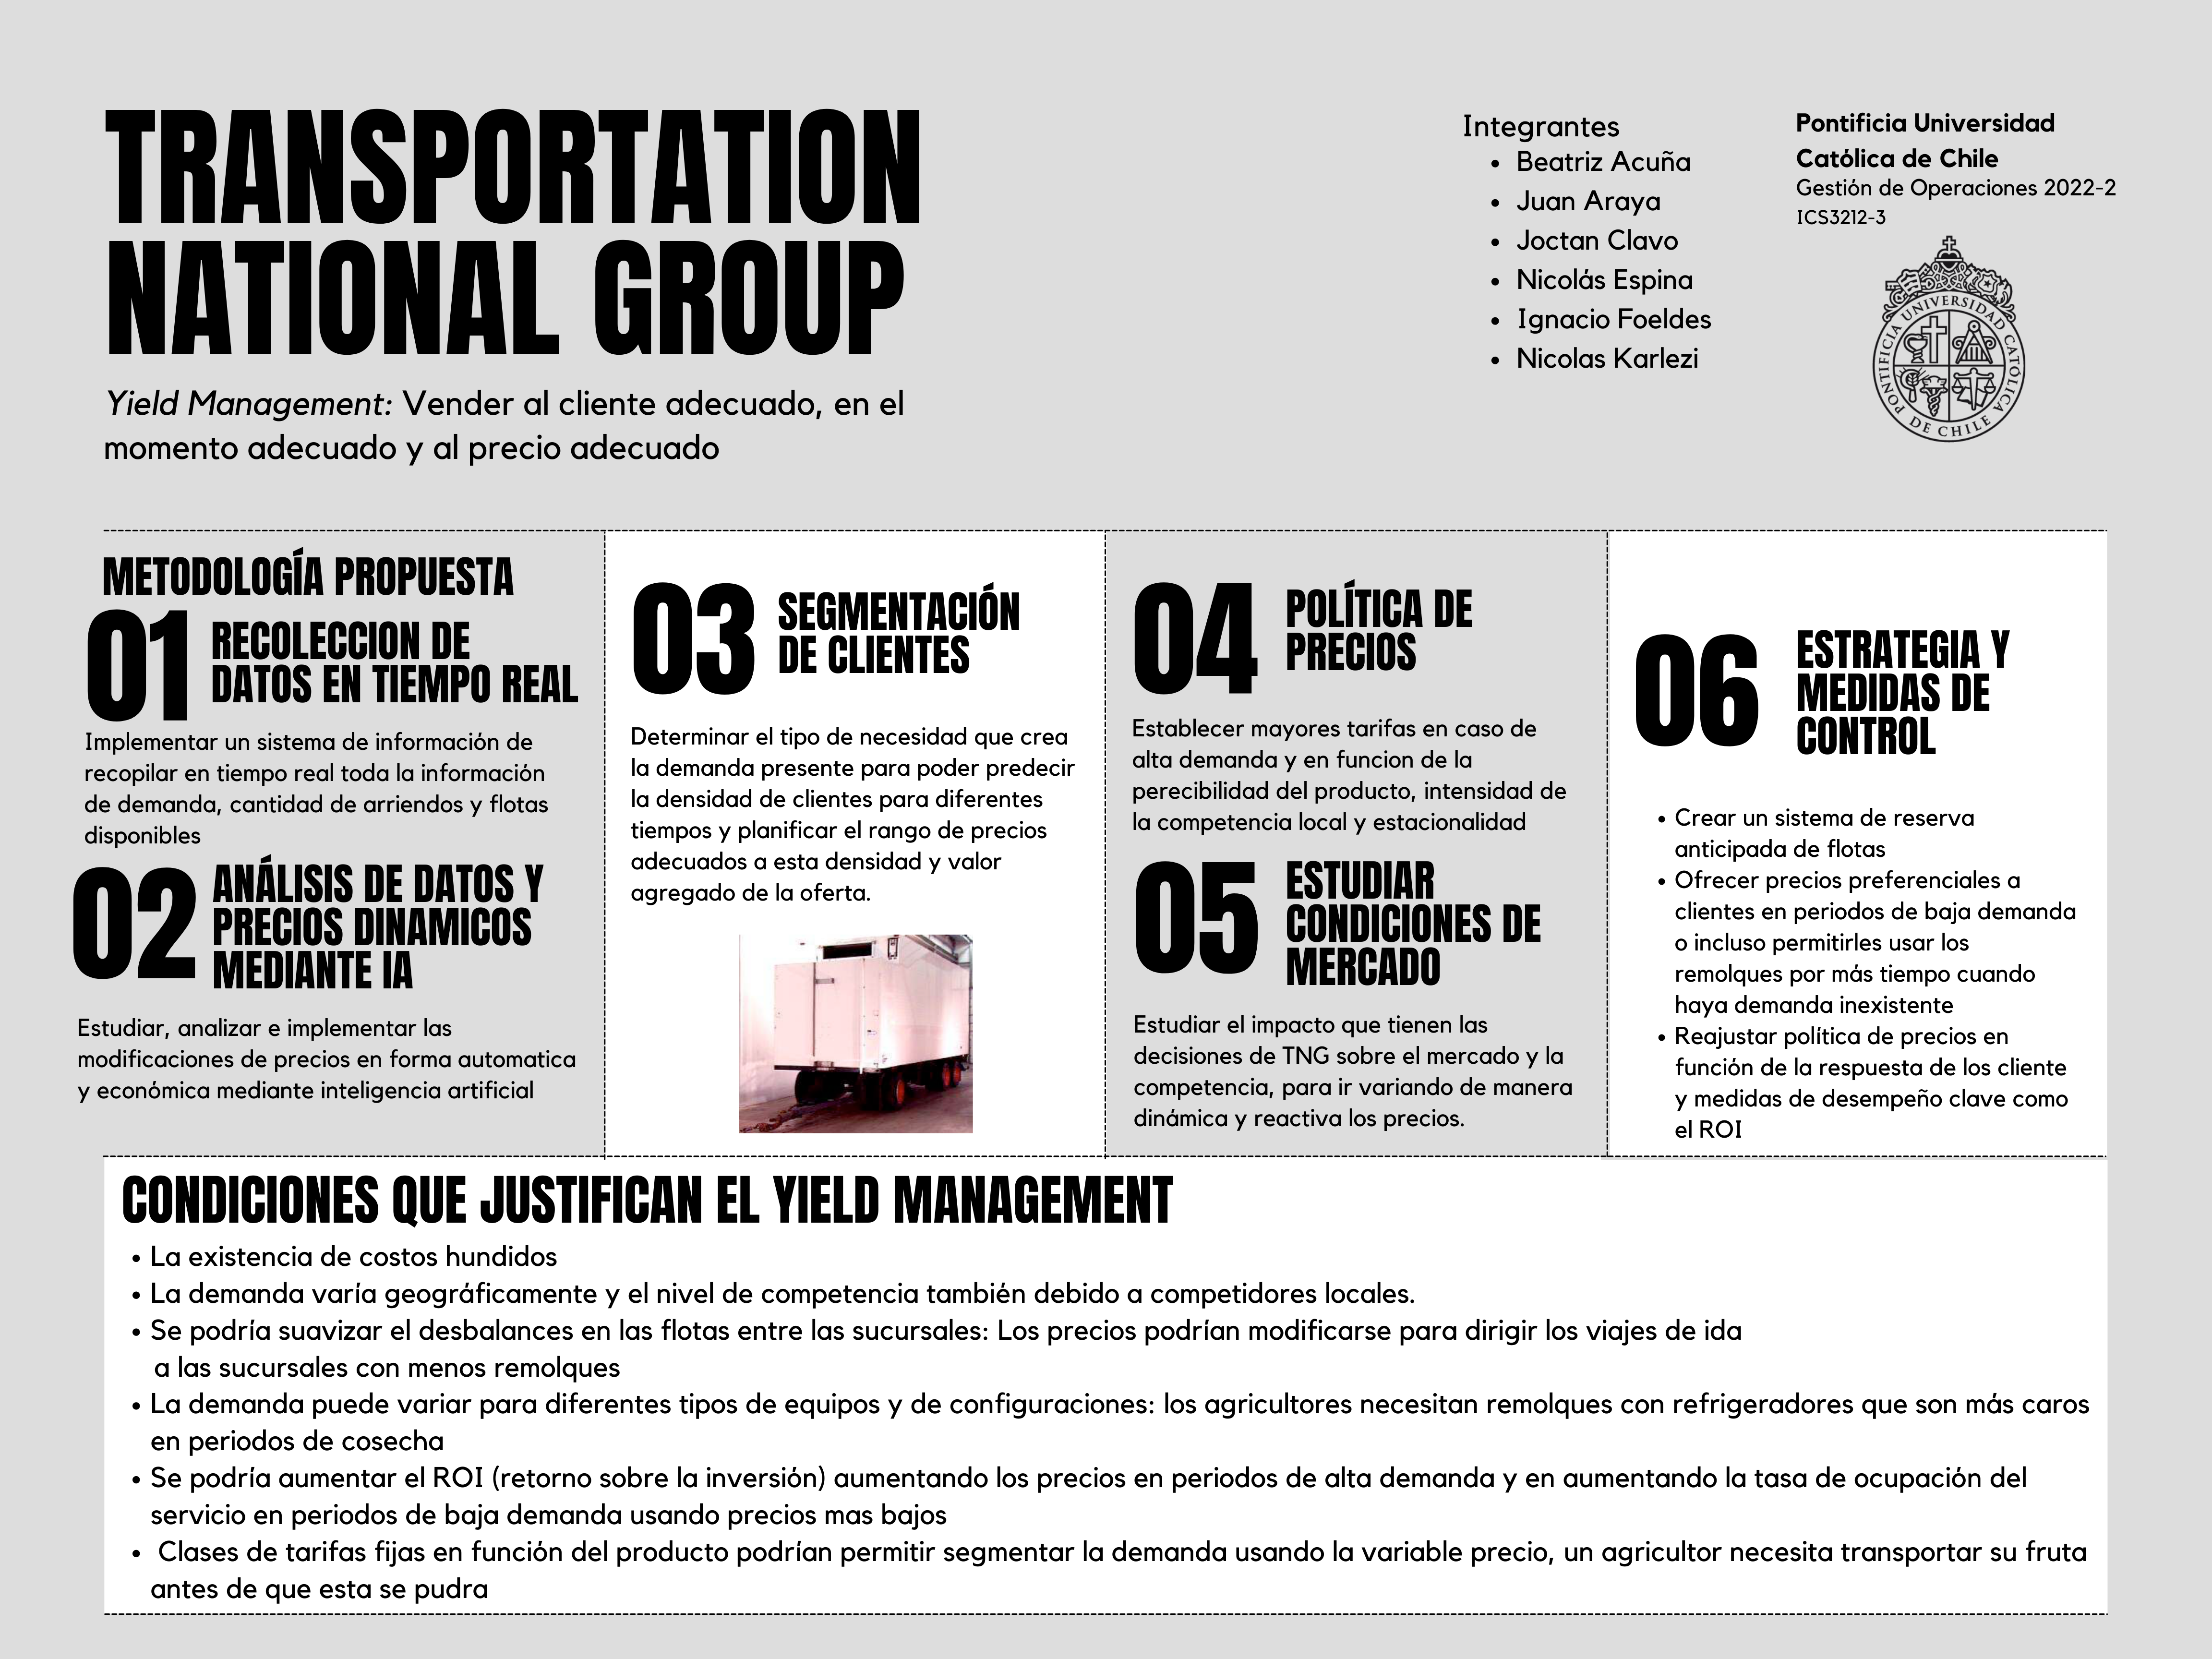 TRANSPORTATION
NATIONAL GROUP
Yield Management: Vender al cliente adecuado, en el
momento adecuado y al precio adecuado
Integrantes
• Beatriz Acuña
• Juan Araya
• Joctan Clavo
• Nicolás Espina
• Ignacio Foeldes
• Nicolas Karlezi
Pontificia Universidad
Católica de Chile
Gestión de Operaciones 2022-2
ICS3212-3
PONTIFICIA UNIVERSIDAD CATÓLICA DE CHILE
METODOLOGÍA PROPUESTA
01
RECOLECCION DE
DATOS EN TIEMPO REAL
Implementar un sistema de información de
recopilar en tiempo real toda la información
de demanda, cantidad de arriendos y flotas
disponibles
02
ANÁLISIS DE DATOS Y
PRECIOS DINAMICOS
MEDIANTE IA
Estudiar, analizar e implementar las
modificaciones de precios en forma automatica
y económica mediante inteligencia artificial
03
SEGMENTACIÓN
DE CLIENTES
Determinar el tipo de necesidad que crea
la demanda presente para poder predecir
la densidad de clientes para diferentes
tiempos y planificar el rango de precios
adecuados a esta densidad y valor
agregado de la oferta.
04
POLÍTICA DE
PRECIOS
Establecer mayores tarifas en caso de
alta demanda y en funcion de la
perecibilidad del producto, intensidad de
la competencia local y estacionalidad
05
ESTUDIAR
CONDICIONES DE
MERCADO
Estudiar el impacto que tienen las
decisiones de TNG sobre el mercado y la
competencia, para ir variando de manera
dinámica y reactiva los precios.
06
ESTRATEGIA Y
MEDIDAS DE
CONTROL
• Crear un sistema de reserva
anticipada de flotas
• Ofrecer precios preferenciales a
clientes en periodos de baja demanda
o incluso permitirles usar los
remolques por más tiempo cuando
haya demanda inexistente
• Reajustar política de precios en
función de la respuesta de los cliente
y medidas de desempeño clave como
el ROI
CONDICIONES QUE JUSTIFICAN EL YIELD MANAGEMENT
• La existencia de costos hundidos
• La demanda varía geográficamente y el nivel de competencia también debido a competidores locales.
• Se podría suavizar el desbalances en las flotas entre las sucursales: Los precios podrían modificarse para dirigir los viajes de ida
a las sucursales con menos remolques
• La demanda puede variar para diferentes tipos de equipos y de configuraciones: los agricultores necesitan remolques con refrigeradores que son más caros
en periodos de cosecha
• Se podría aumentar el ROI (retorno sobre la inversión) aumentando los precios en periodos de alta demanda y en aumentando la tasa de ocupación del
servicio en periodos de baja demanda usando precios mas bajos
• Clases de tarifas fijas en función del producto podrían permitir segmentar la demanda usando la variable precio, un agricultor necesita transportar su fruta
antes de que esta se pudra